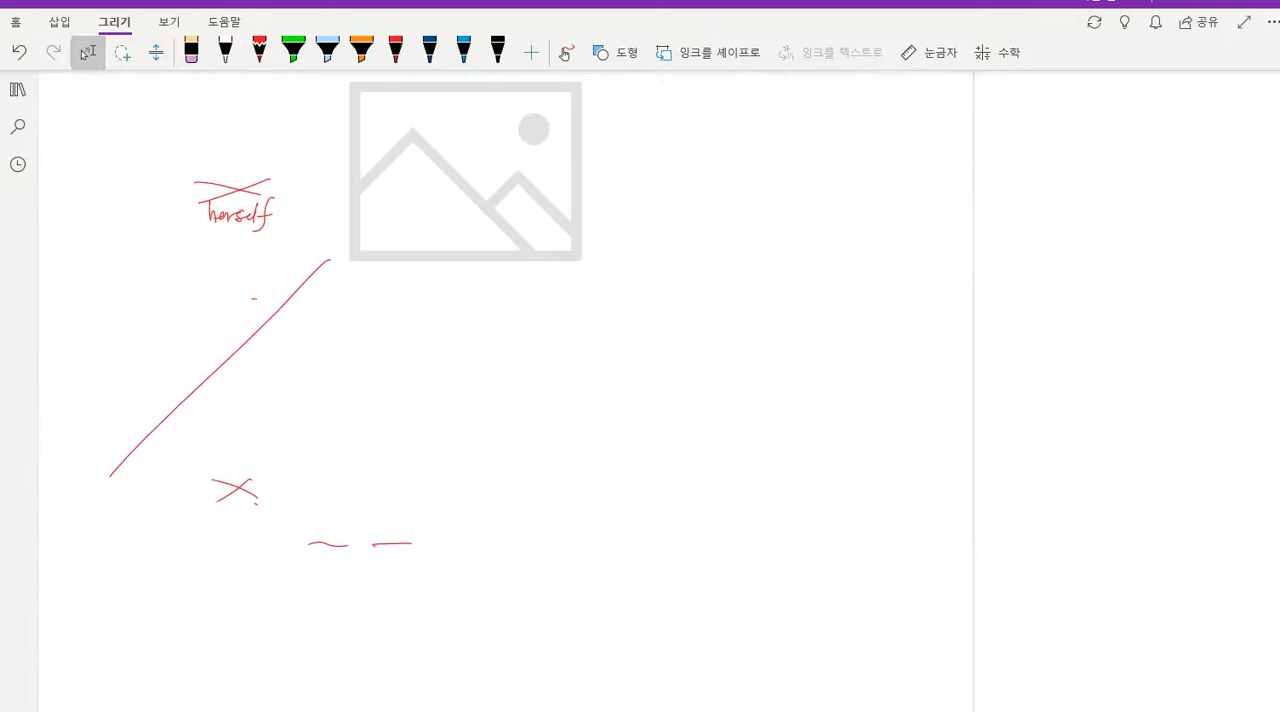 홈 삽입 그리기 보기 도움말 공유
도형 잉크를 셰이프로 잉크를 텍스트로 눈금자 수학
herself